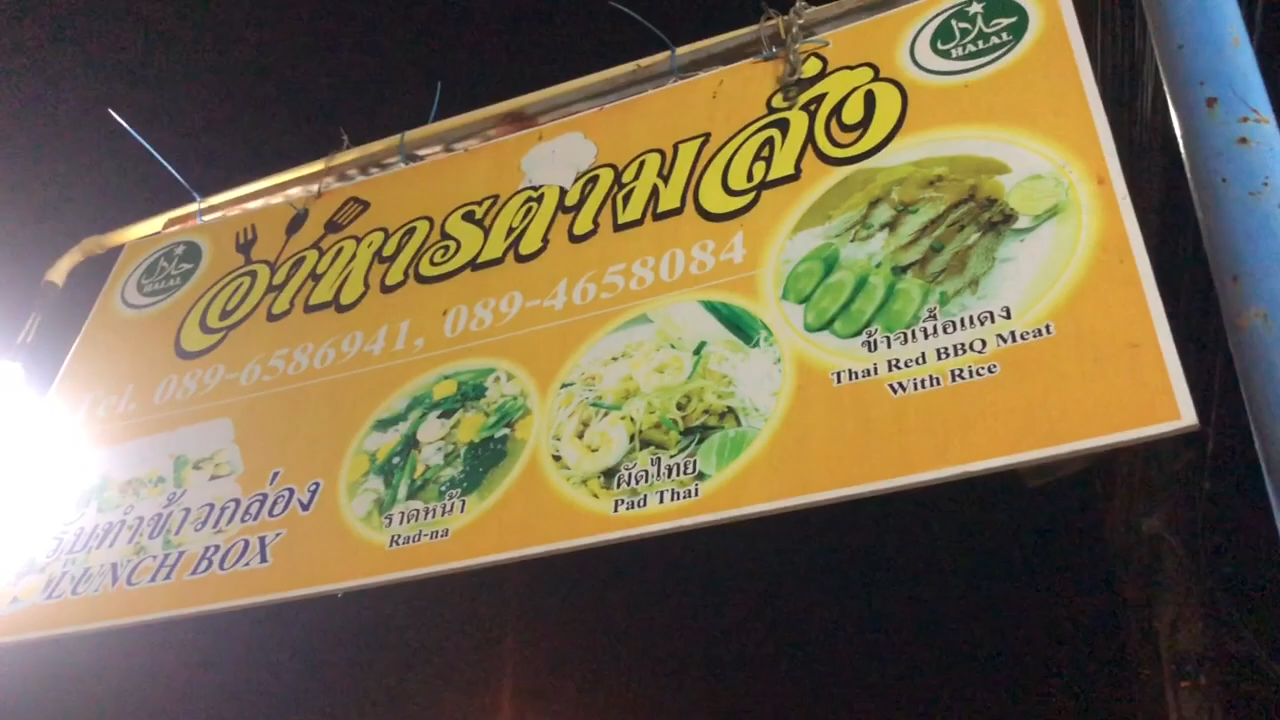 حلال
HALAL
อาหารตามสั่ง
حلال
HALAL
Tel. 089-6586941, 089-4658084
ข้าวเนื้อแดง
Thai Red BBQ Meat
With Rice
ผัดไทย
Pad Thai
ราดหน้า
Rad-na
รับทำข้าวกล่อง
LUNCH BOX